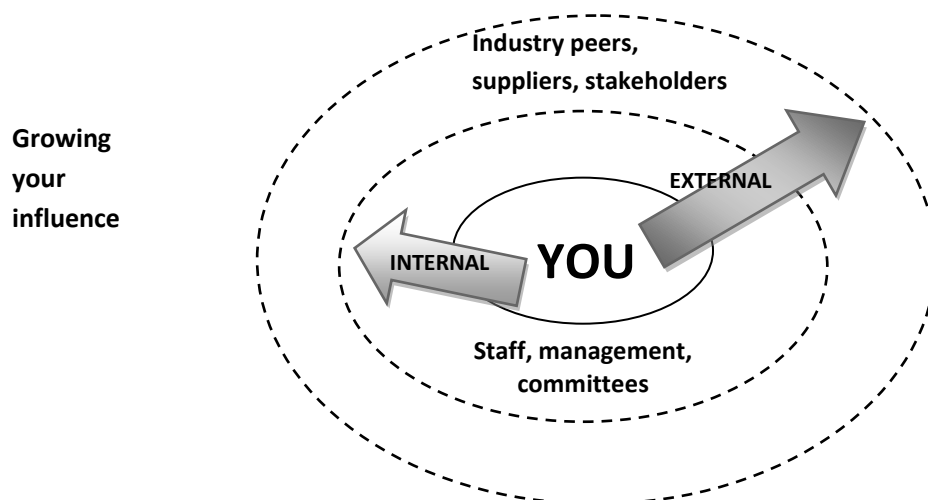 Industry peers,
suppliers, stakeholders
Growing
your
influence
EXTERNAL
INTERNAL
YOU
Staff, management,
committees